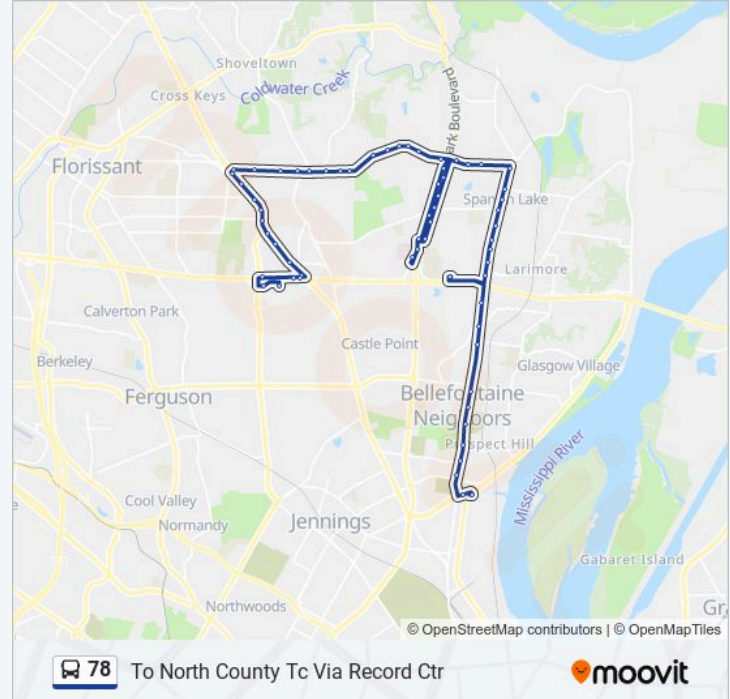 Shoveltown
Cross Keys
Coldwater Creek
ark Boulevard
Florissant
Spanish Lake
Larimore
Calverton Park
Castle Point
Berkeley
Glasgow Village
Ferguson
Bellefontaine
Neighbors
Prospect Hill
Mississippi River
Cool Valley
Normandy
Jennings
Gabaret Island
Northwoods
Gr
© OpenStreetMap contributors | © OpenMapTiles
78 To North County Tc Via Record Ctr
moovit